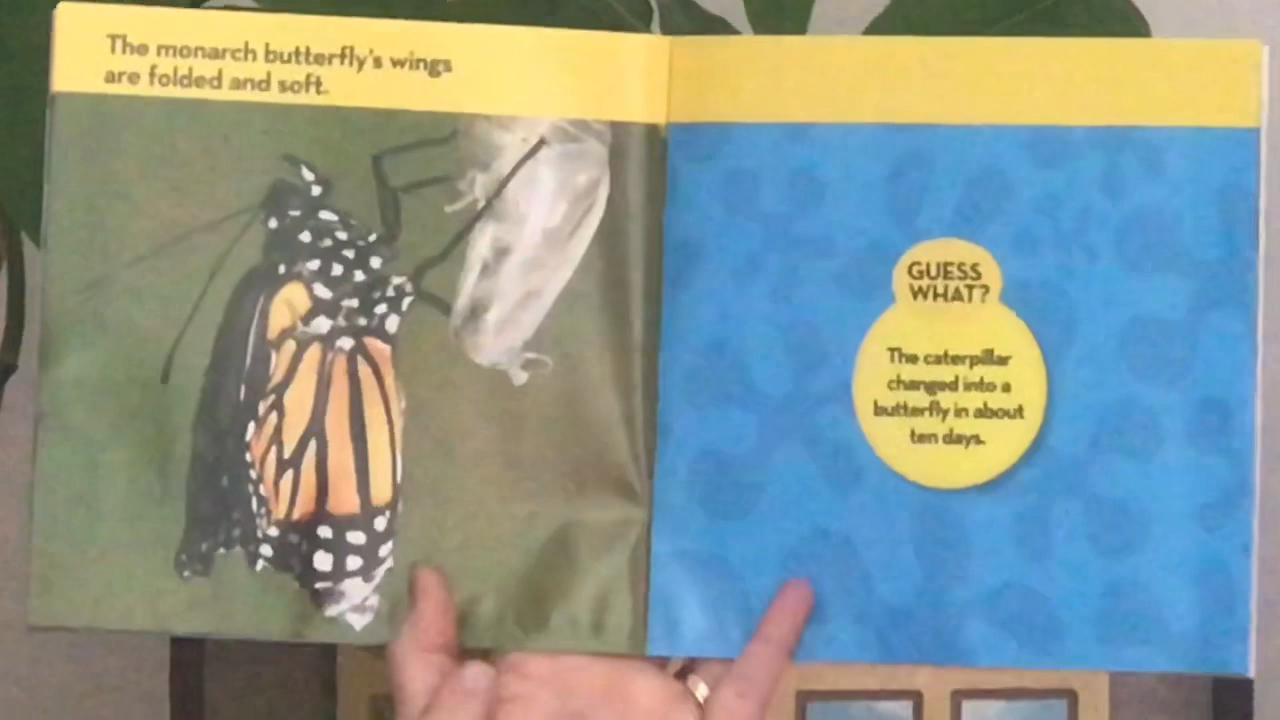 The monarch butterfly's wings
are folded and soft.
GUESS
WHAT?
The caterpillar
changed into a
butterfly in about
ten days.